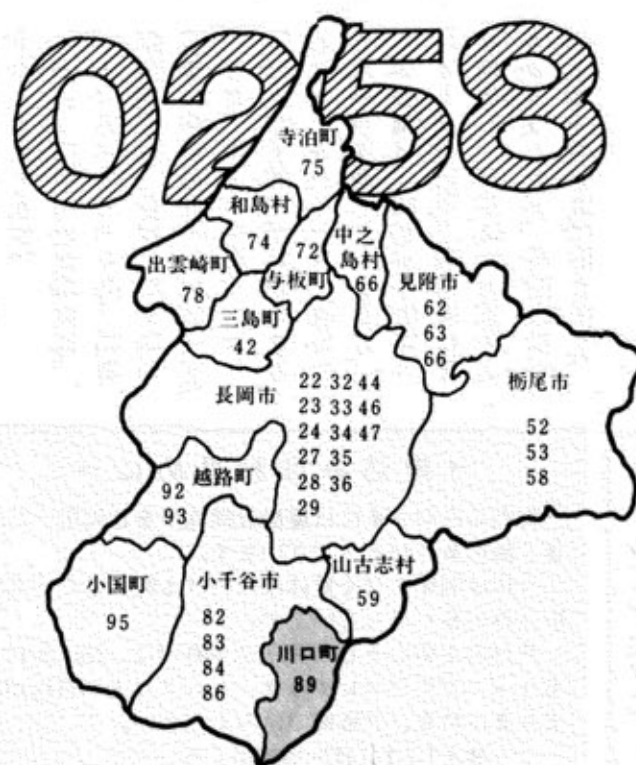 0258
寺泊町
75
和島村
74
72
与板町
中之
島村
66
出雲崎町
78
見附市
62
63
66
三島町
42
長岡市
22 32 44
23 33 46
24 34 47
27 35
28 36
29
栃尾市
52
53
58
越路町
92
93
山古志村
59
小国町
95
小千谷市
82
83
84
86
川口町
89